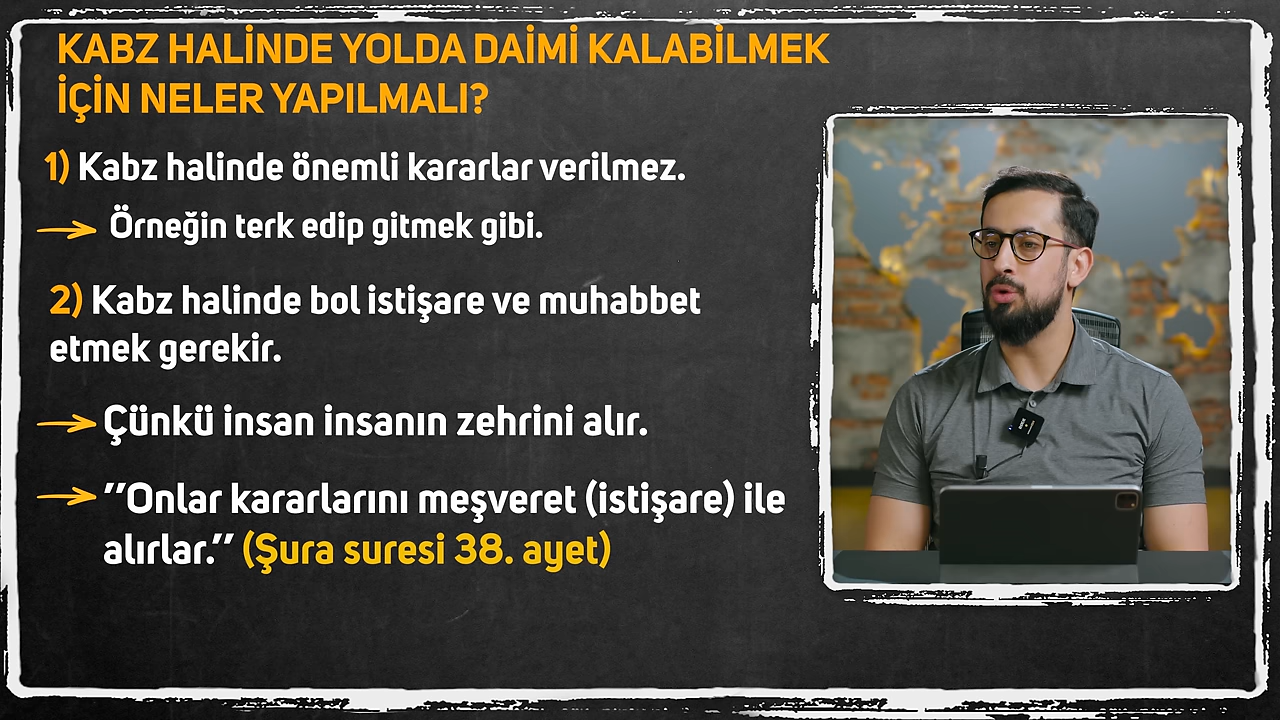 KABZ HALİNDE YOLDA DAİMİ KALABİLMEK
İÇİN NELER YAPILMALI?
1) Kabz halinde önemli kararlar verilmez.
Örneğin terk edip gitmek gibi.
2) Kabz halinde bol istişare ve muhabbet
etmek gerekir.
Çünkü insan insanın zehrini alır.
''Onlar kararlarını meşveret (istişare) ile
alırlar.'' (Şura suresi 38. ayet)